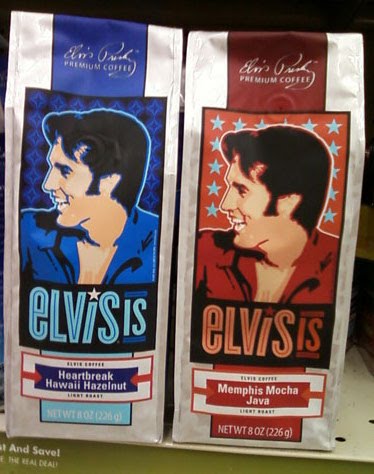 Elvis Presley
PREMIUM COFFEE
ELVIS IS
ELVIS COFFEE
Heartbreak
Hawaii Hazelnut
LIGHT ROAST
NET WT 8 OZ (226 g)
Elvis Presley
PREMIUM COFFEE
ELVIS IS
ELVIS COFFEE
Memphis Mocha
Java
LIGHT ROAST
NET WT 8 OZ (226 g)
And Save!
THE REAL DEAL!